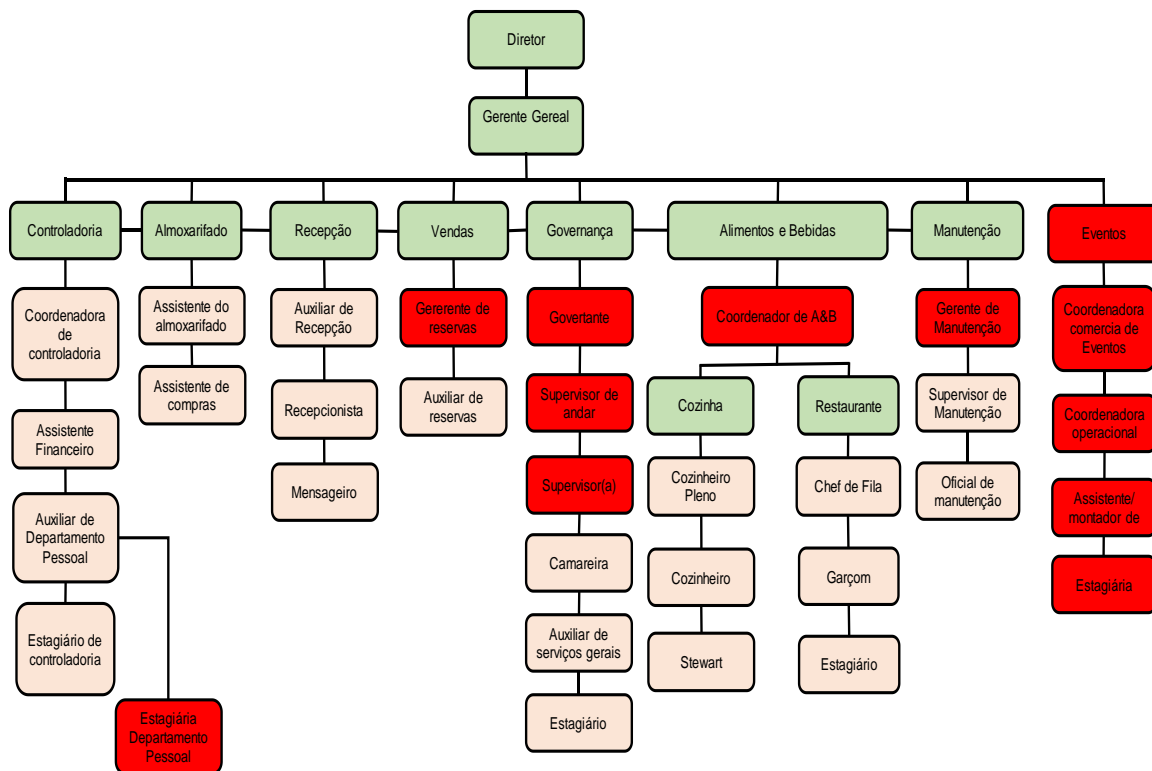 Diretor
Gerente Gereal
Controladoria
Almoxarifado
Recepção
Vendas
Governança
Alimentos e Bebidas
Manutenção
Eventos
Coordenadora
de
controladoria
Assistente do
almoxarifado
Auxiliar de
Recepção
Gererente de
reservas
Govertante
Coordenador de A&B
Gerente de
Manutenção
Coordenadora
comercia de
Eventos
Assistente
Financeiro
Assistente de
compras
Recepcionista
Auxiliar de
reservas
Supervisor de
andar
Cozinha
Restaurante
Supervisor de
Manutenção
Coordenadora
operacional
Auxiliar de
Departamento
Pessoal
Mensageiro
Supervisor(a)
Cozinheiro
Pleno
Chef de Fila
Oficial de
manutenção
Assistente/
montador de
Estagiário de
controladoria
Camareira
Cozinheiro
Garçom
Estagiária
Auxiliar de
serviços gerais
Stewart
Estagiário
Estagiária
Departamento
Pessoal
Estagiário